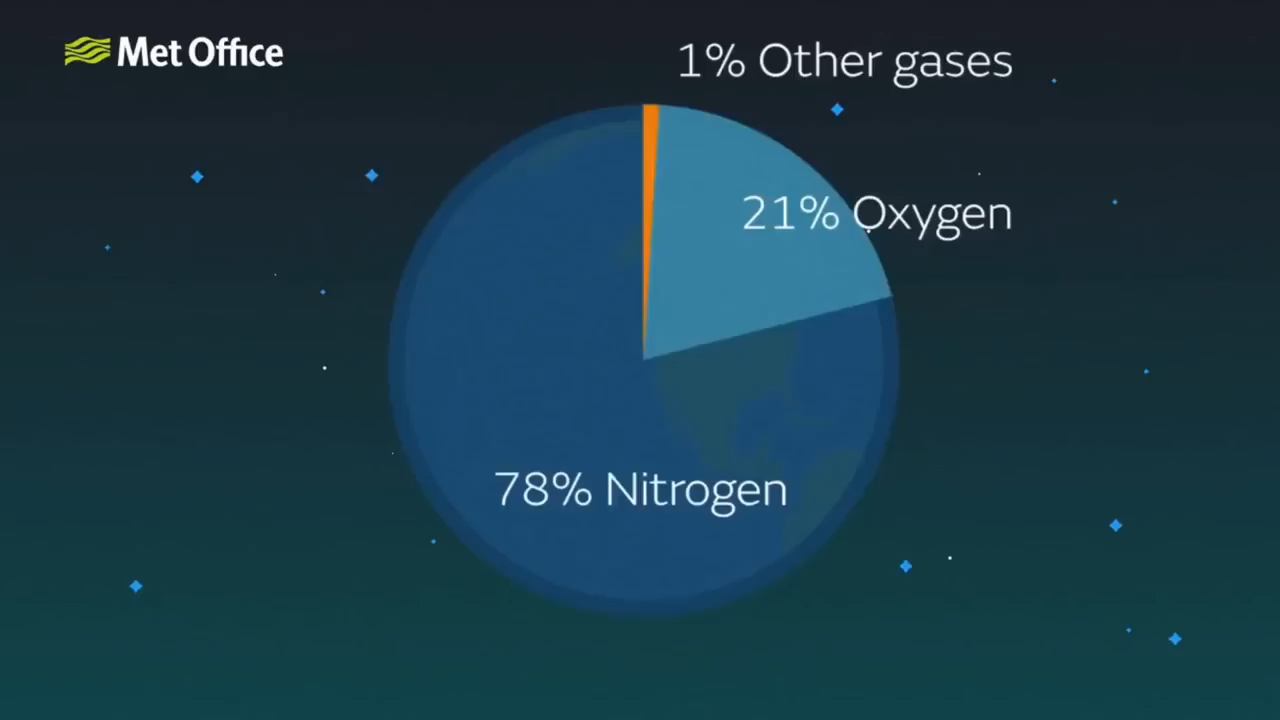 Met Office
1% Other gases
21% Oxygen
78% Nitrogen